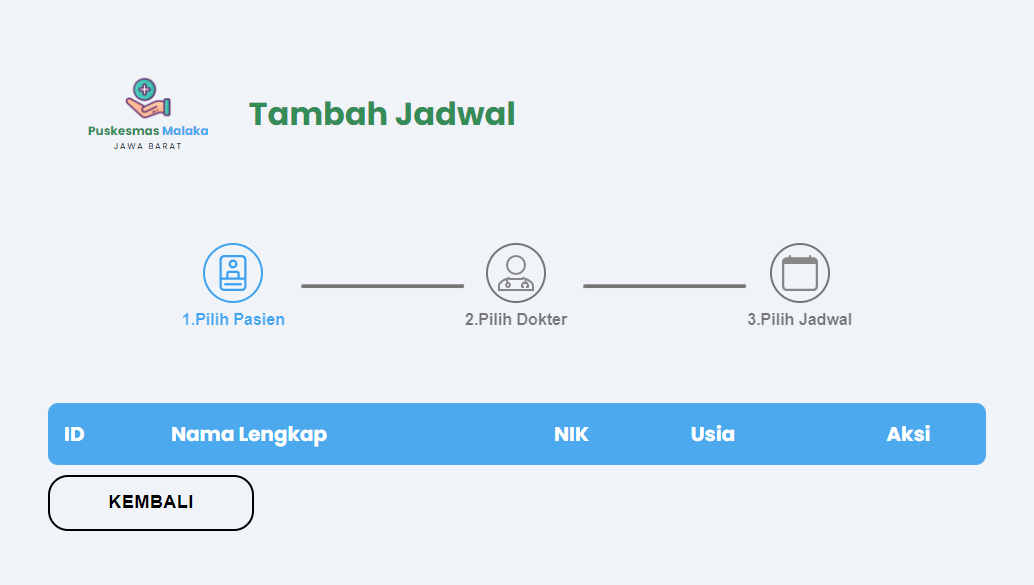 Puskesmas Malaka
JAWA BARAT
Tambah Jadwal
1.Pilih Pasien
2.Pilih Dokter
3.Pilih Jadwal
ID Nama Lengkap NIK Usia Aksi
KEMBALI